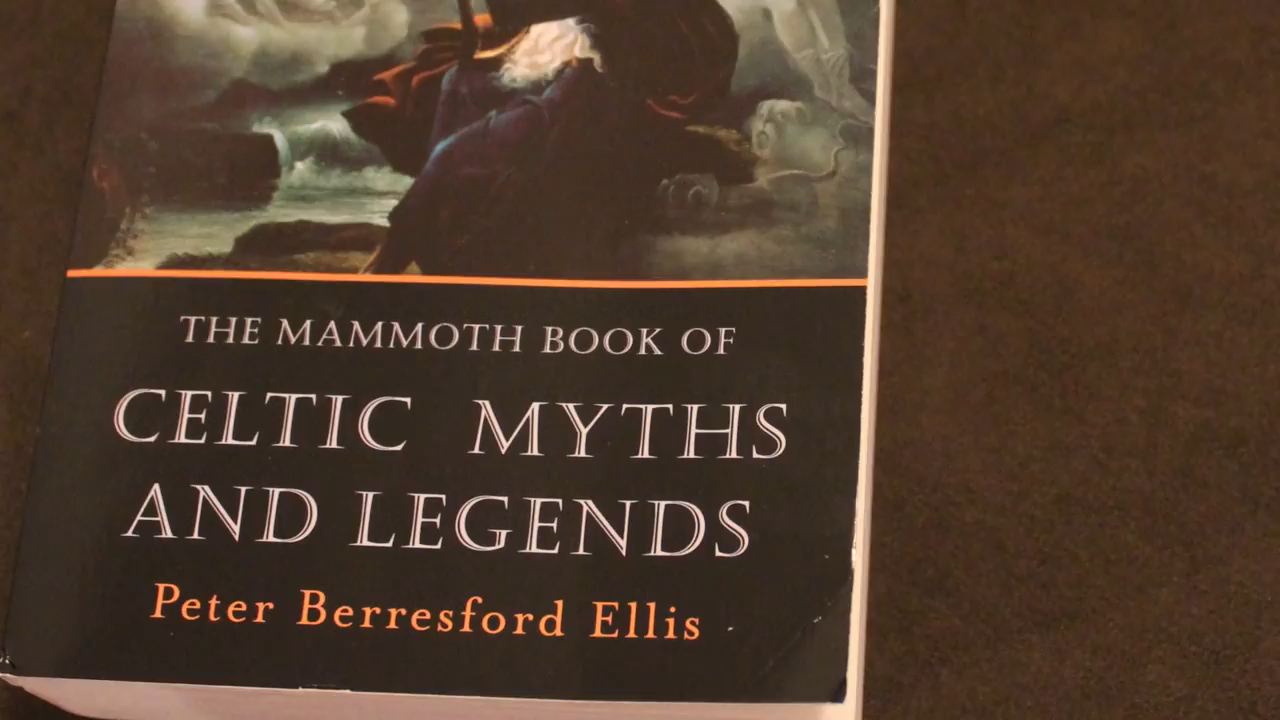 THE MAMMOTH BOOK OF
CELTIC MYTHS
AND LEGENDS
Peter Berresford Ellis